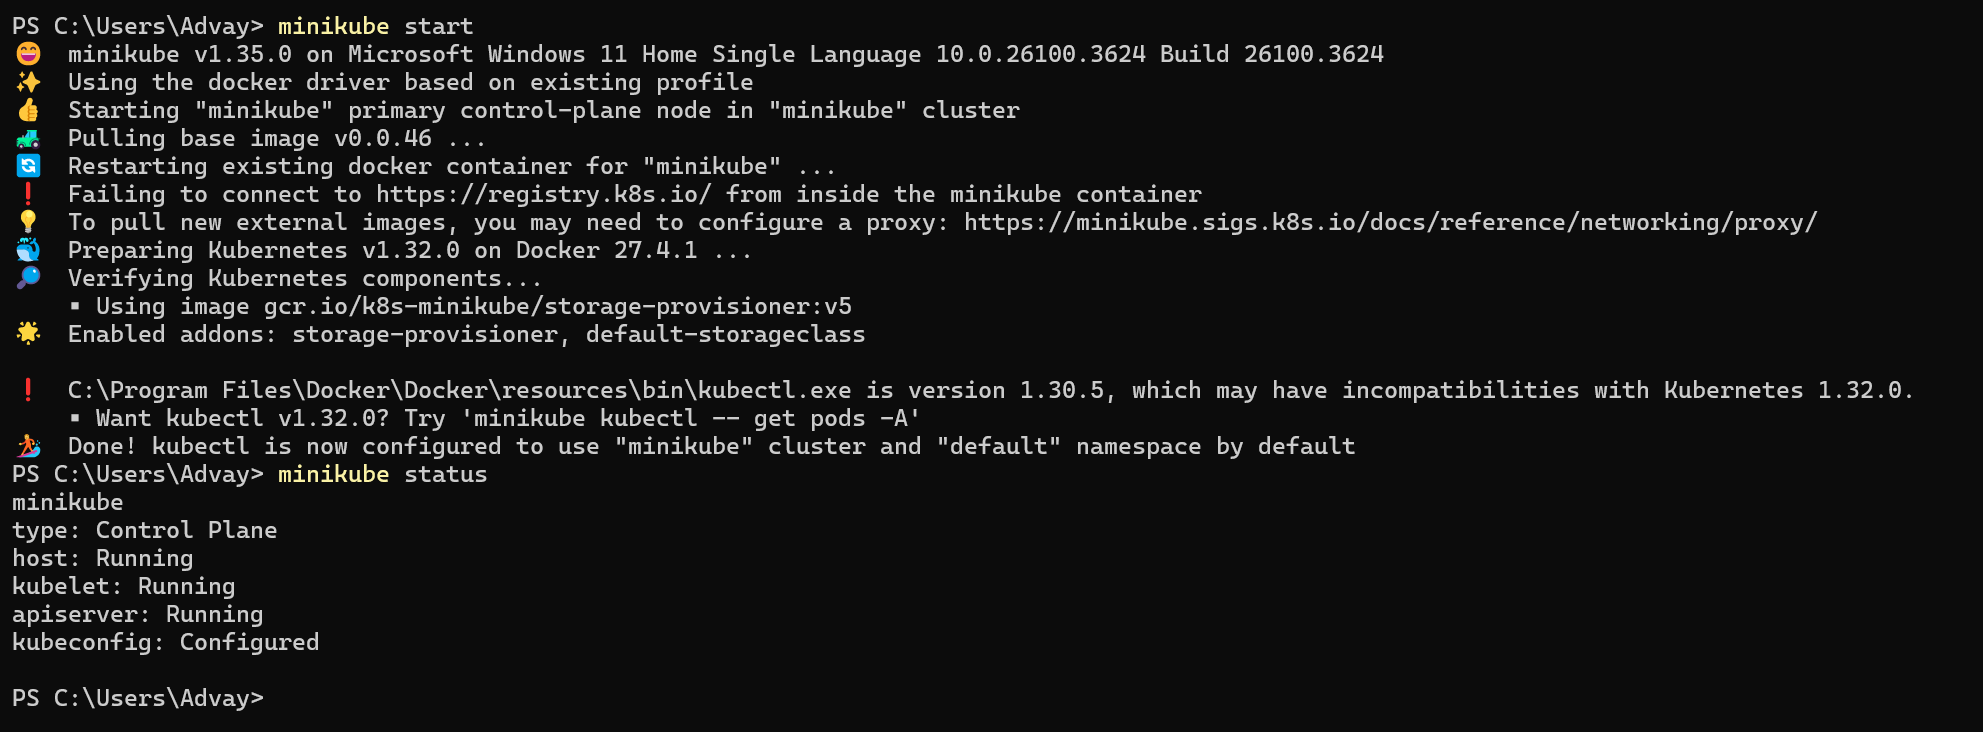 PS C:\Users\Advay> minikube start
😄  minikube v1.35.0 on Microsoft Windows 11 Home Single Language 10.0.26100.3624 Build 26100.3624
✨  Using the docker driver based on existing profile
👍  Starting "minikube" primary control-plane node in "minikube" cluster
🚜  Pulling base image v0.0.46 ...
🔄  Restarting existing docker container for "minikube" ...
❗  Failing to connect to https://registry.k8s.io/ from inside the minikube container
💡  To pull new external images, you may need to configure a proxy: https://minikube.sigs.k8s.io/docs/reference/networking/proxy/
🐳  Preparing Kubernetes v1.32.0 on Docker 27.4.1 ...
🔎  Verifying Kubernetes components...
    ▪ Using image gcr.io/k8s-minikube/storage-provisioner:v5
🌟  Enabled addons: storage-provisioner, default-storageclass
❗  C:\Program Files\Docker\Docker\resources\bin\kubectl.exe is version 1.30.5, which may have incompatibilities with Kubernetes 1.32.0.
    ▪ Want kubectl v1.32.0? Try 'minikube kubectl -- get pods -A'
🏄  Done! kubectl is now configured to use "minikube" cluster and "default" namespace by default
PS C:\Users\Advay> minikube status
minikube
type: Control Plane
host: Running
kubelet: Running
apiserver: Running
kubeconfig: Configured
PS C:\Users\Advay>